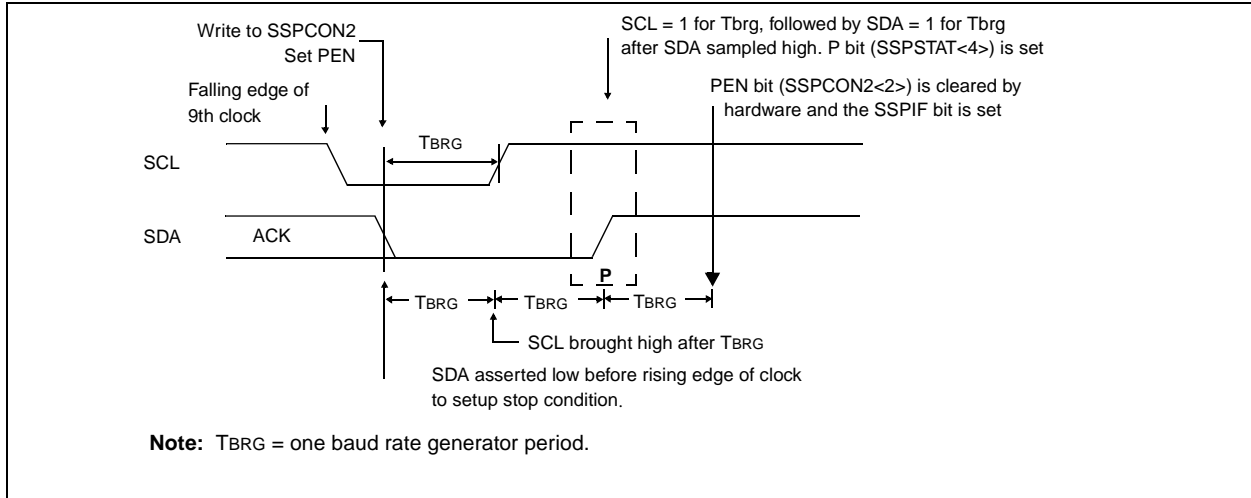 Write to SSPCON2
Set PEN
SCL = 1 for Tbrg, followed by SDA = 1 for Tbrg
after SDA sampled high. P bit (SSPSTAT<4>) is set
Falling edge of
9th clock
PEN bit (SSPCON2<2>) is cleared by
hardware and the SSPIF bit is set
TBRG
SCL
SDA
ACK
P
TBRG
TBRG
TBRG
SCL brought high after TBRG
SDA asserted low before rising edge of clock
to setup stop condition.
Note: TBRG = one baud rate generator period.